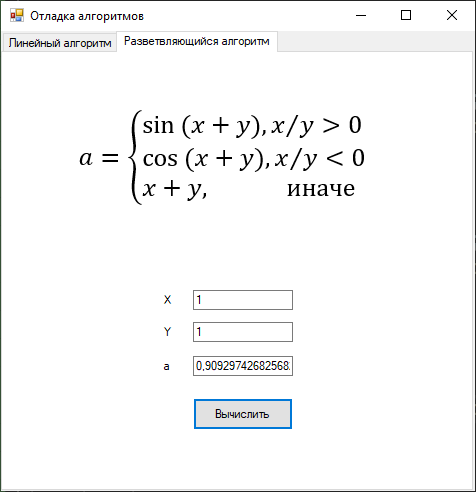 Отладка алгоритмов
Линейный алгоритм Разветвляющийся алгоритм
sin (x + y), x/y > 0
a = { cos (x + y), x/y < 0
x + y, иначе
X 1
Y 1
a 0,90929742682568
Вычислить